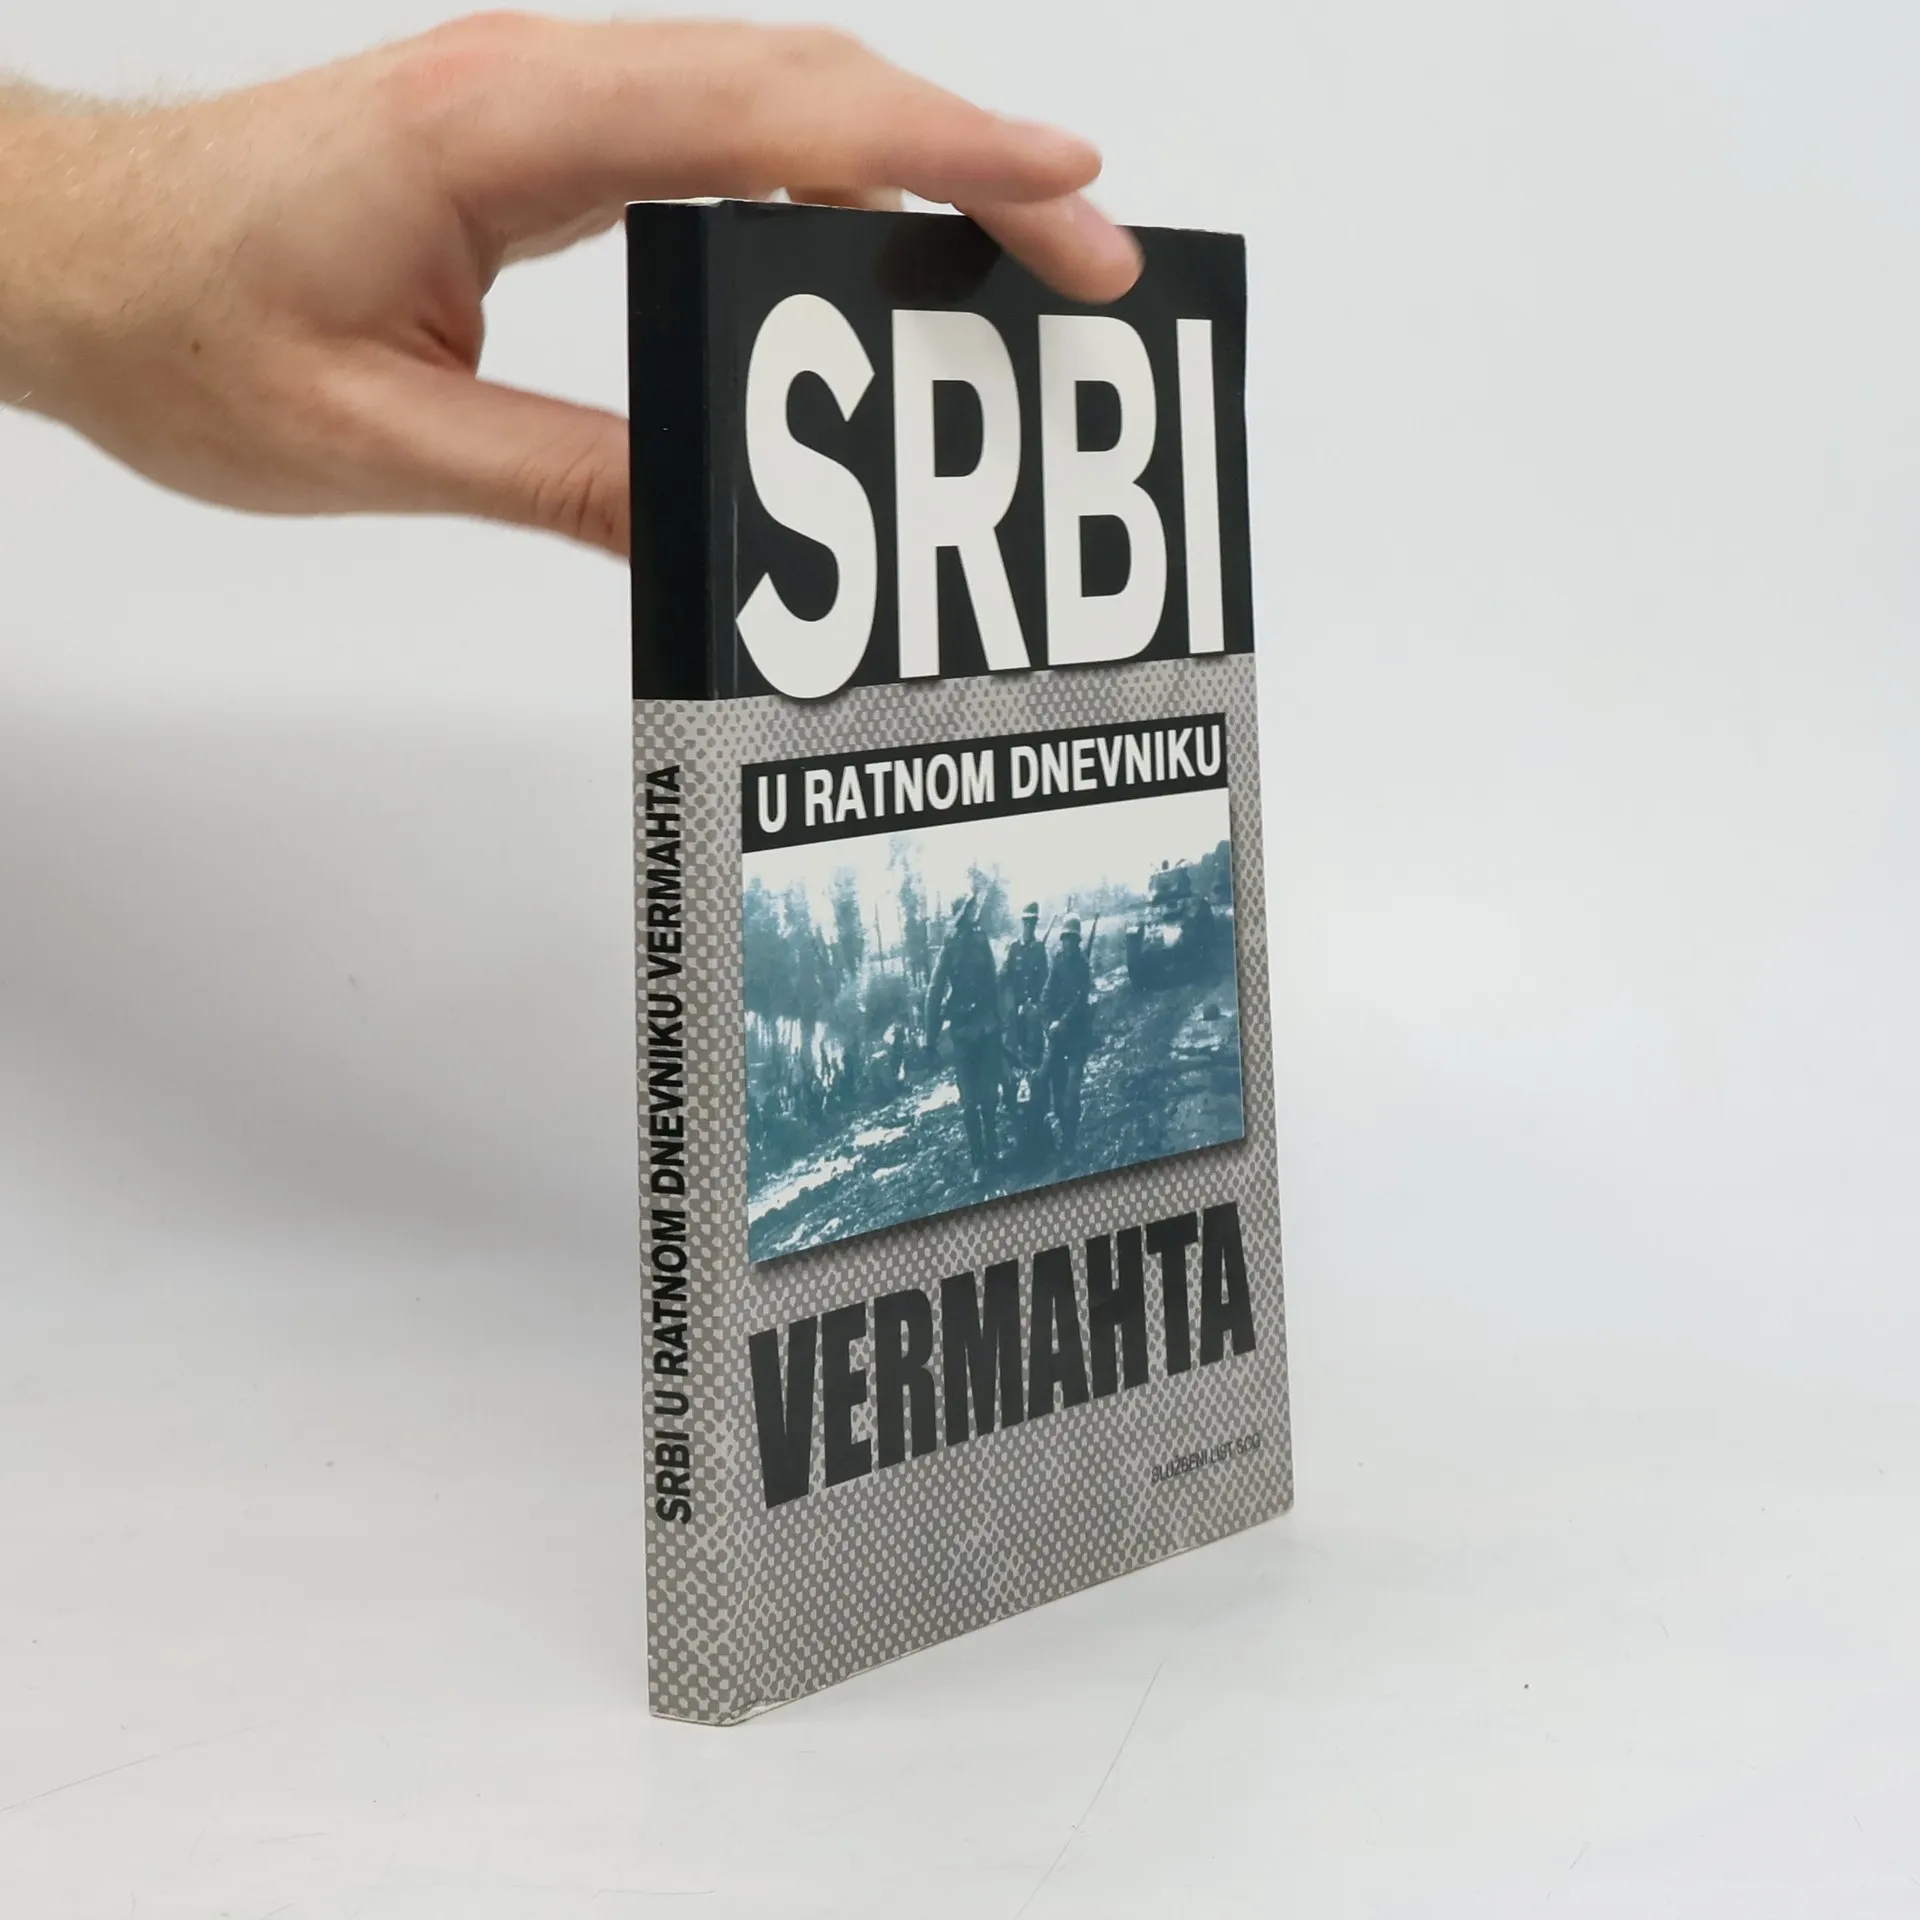 SRBI
U RATNOM DNEVNIKU
VERMAHTA
SLUŽBENI LIST SCG
SRBI U RATNOM DNEVNIKU VERMAHTA